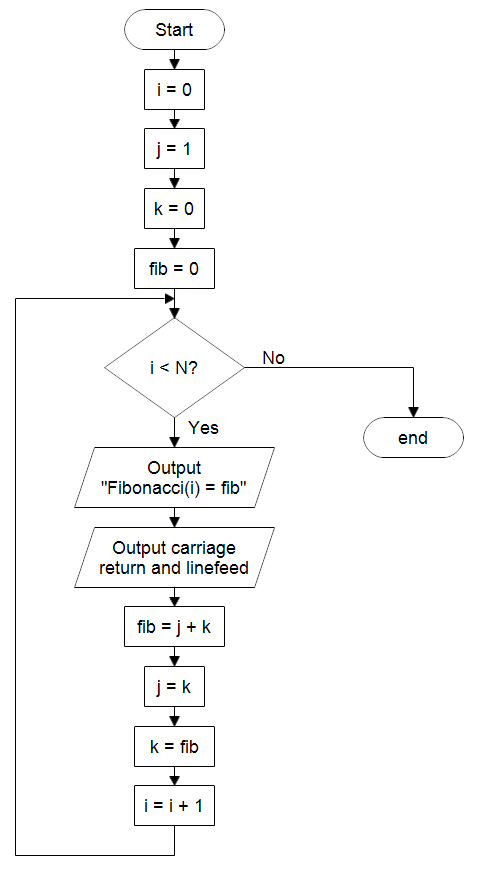 Start
i = 0
j = 1
k = 0
fib = 0
i < N?
No
end
Yes
Output
"Fibonacci(i) = fib"
Output carriage
return and linefeed
fib = j + k
j = k
k = fib
i = i + 1